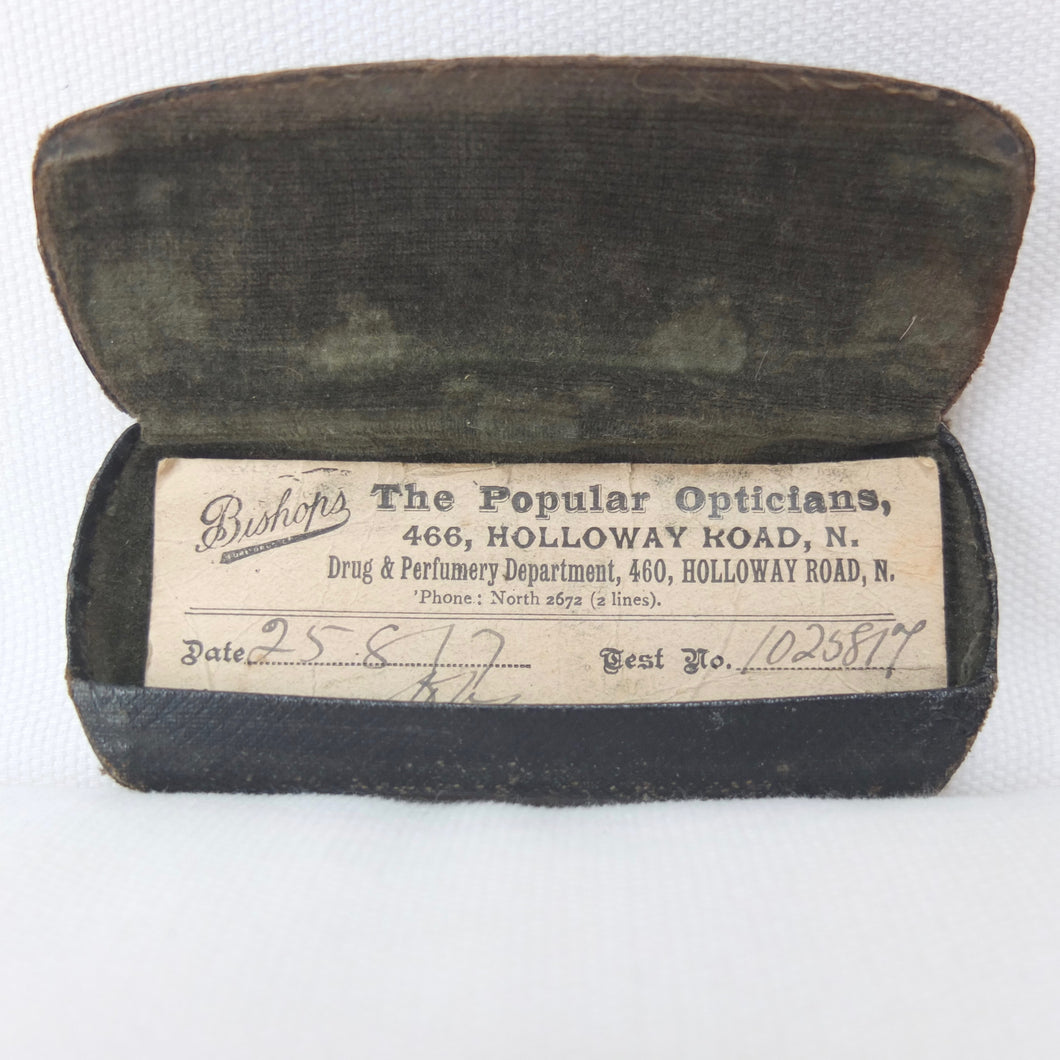 Bishops The Popular Opticians,
466, HOLLOWAY ROAD, N.
Drug & Perfumery Department, 460, HOLLOWAY ROAD, N.
'Phone: North 2672 (2 lines).
Date 25 8/17 Test No. 1025817